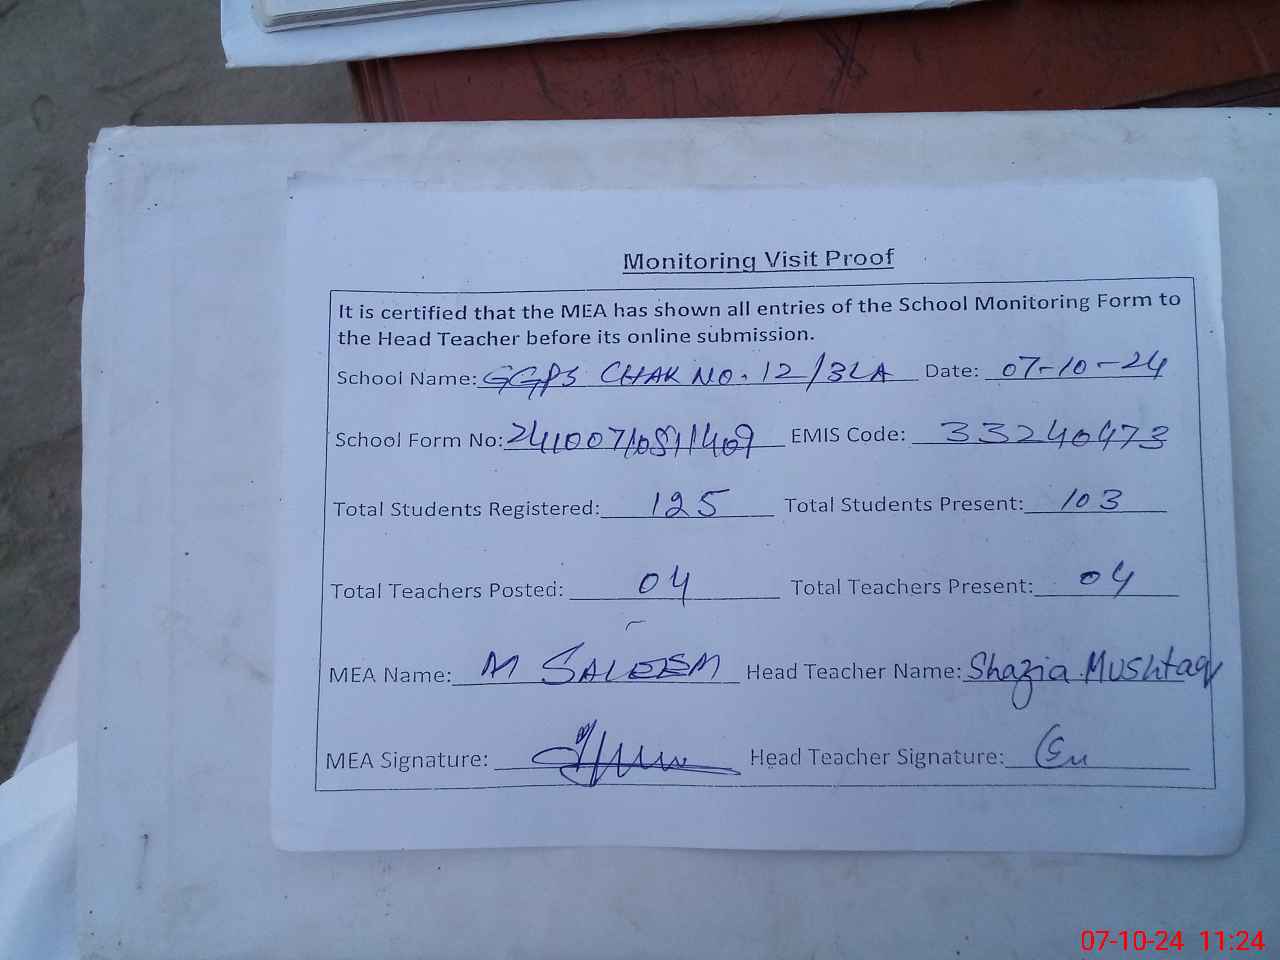 Monitoring Visit Proof
It is certified that the MEA has shown all entries of the School Monitoring Form to
the Head Teacher before its online submission.
School Name: GGPS CHAK NO. 12/3LA Date: 07-10-24
School Form No: EMIS Code: 33240473
Total Students Registered: 125 Total Students Present: 103
Total Teachers Posted: 04 Total Teachers Present: 04
MEA Name: M SALEEM Head Teacher Name: Shazia Mushtaq
MEA Signature: Head Teacher Signature:
07-10-24 11:24